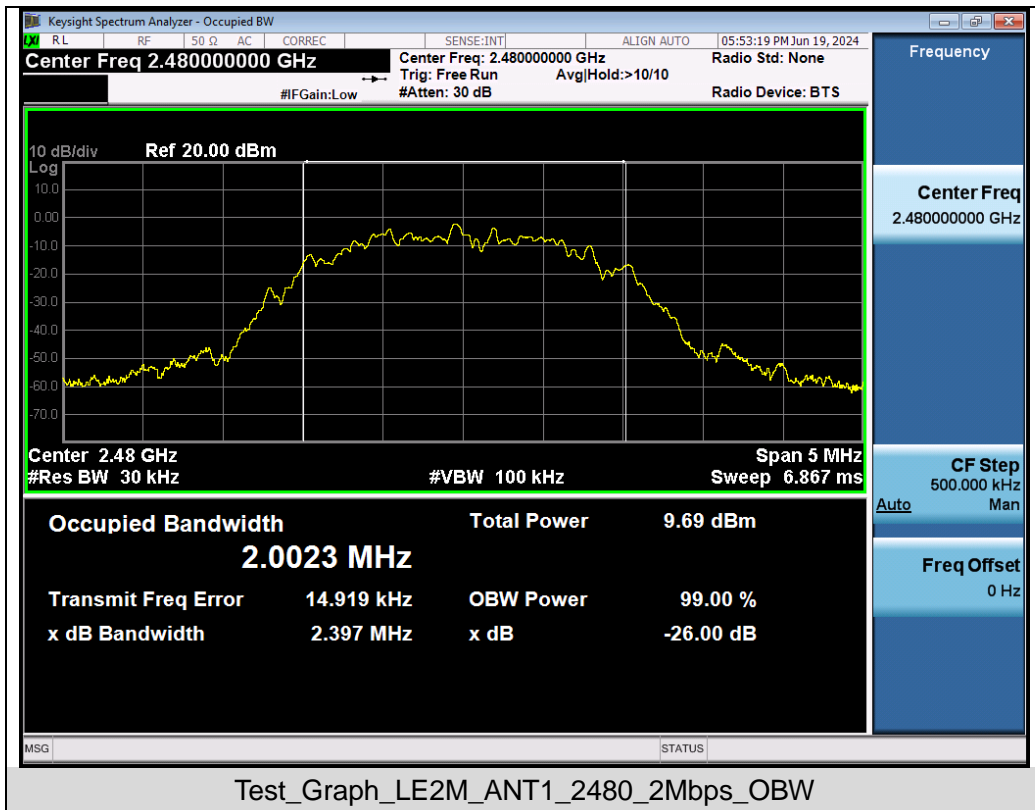 Keysight Spectrum Analyzer - Occupied BW
LXI RL RF 50 Ω AC CORREC SENSE:INT ALIGN AUTO 05:53:19 PM Jun 19, 2024
Center Freq 2.480000000 GHz
Center Freq: 2.480000000 GHz Radio Std: None
Trig: Free Run Avg|Hold:>10/10
#IFGain:Low #Atten: 30 dB Radio Device: BTS
Frequency
10 dB/div Ref 20.00 dBm
Log
10.0
0.00
-10.0
-20.0
-30.0
-40.0
-50.0
-60.0
-70.0
Center Freq
2.480000000 GHz
Center 2.48 GHz Span 5 MHz
#Res BW 30 kHz #VBW 100 kHz Sweep 6.867 ms
CF Step
500.000 kHz
Auto Man
Occupied Bandwidth Total Power 9.69 dBm
2.0023 MHz
Transmit Freq Error 14.919 kHz OBW Power 99.00 %
x dB Bandwidth 2.397 MHz x dB -26.00 dB
Freq Offset
0 Hz
MSG STATUS
Test_Graph_LE2M_ANT1_2480_2Mbps_OBW